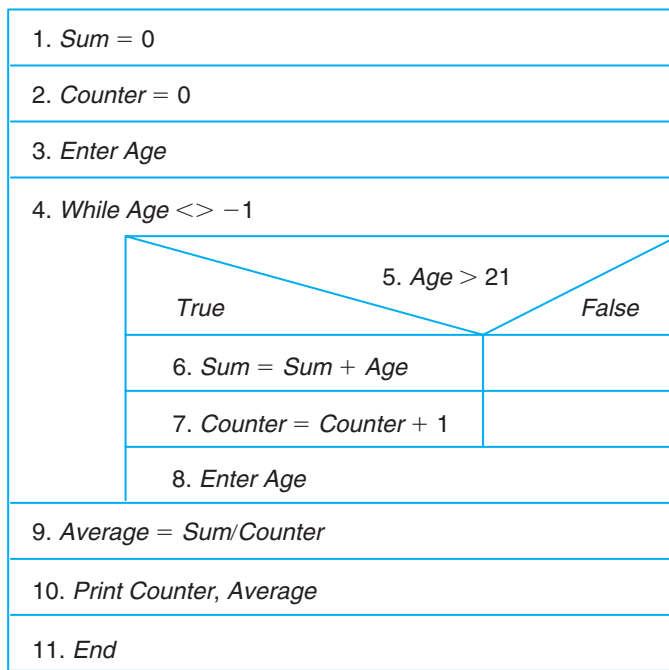 1. Sum = 0
2. Counter = 0
3. Enter Age
4. While Age <> −1
5. Age > 21
True False
6. Sum = Sum + Age
7. Counter = Counter + 1
8. Enter Age
9. Average = Sum/Counter
10. Print Counter, Average
11. End